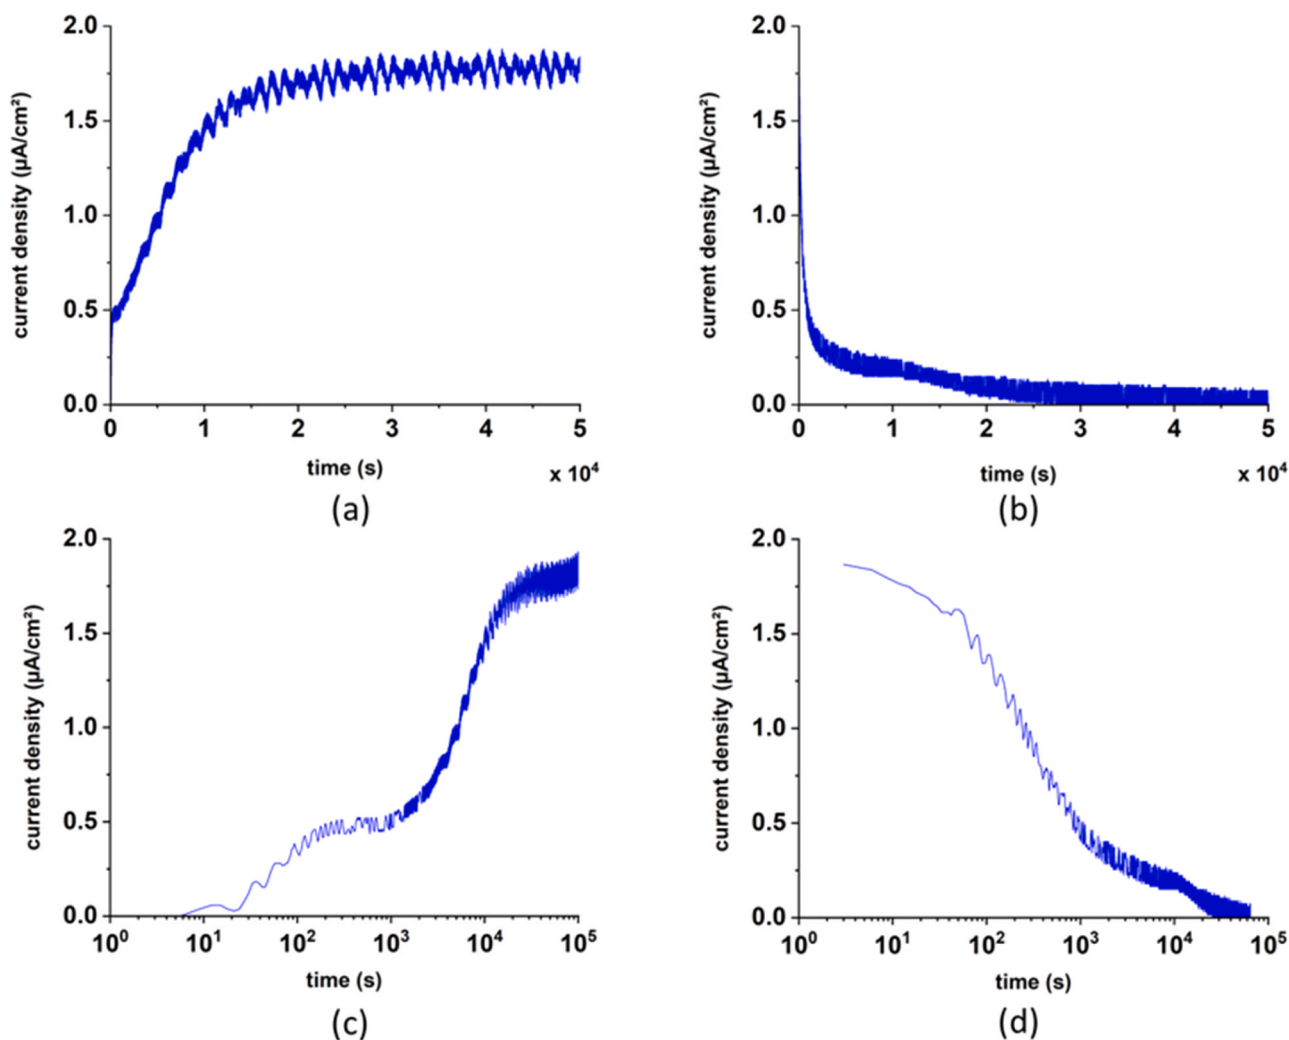 2.0
1.5
1.0
0.5
0.0
current density (µA/cm²)
0 1 2 3 4 5
time (s)
x 10⁴
(a)
2.0
1.5
1.0
0.5
0.0
current density (µA/cm²)
0 1 2 3 4 5
time (s)
x 10⁴
(b)
2.0
1.5
1.0
0.5
0.0
current density (µA/cm²)
10⁰ 10¹ 10² 10³ 10⁴ 10⁵
time (s)
(c)
2.0
1.5
1.0
0.5
0.0
current density (µA/cm²)
10⁰ 10¹ 10² 10³ 10⁴ 10⁵
time (s)
(d)